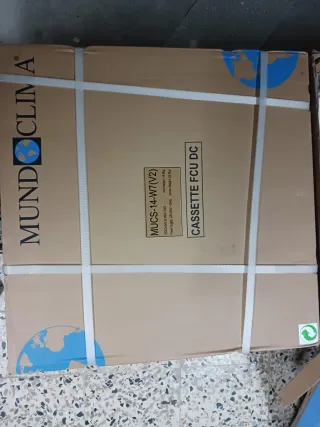 MUNDOCLIMA®
MUCS-14-W7(V2)
CASSETTE FCU DC